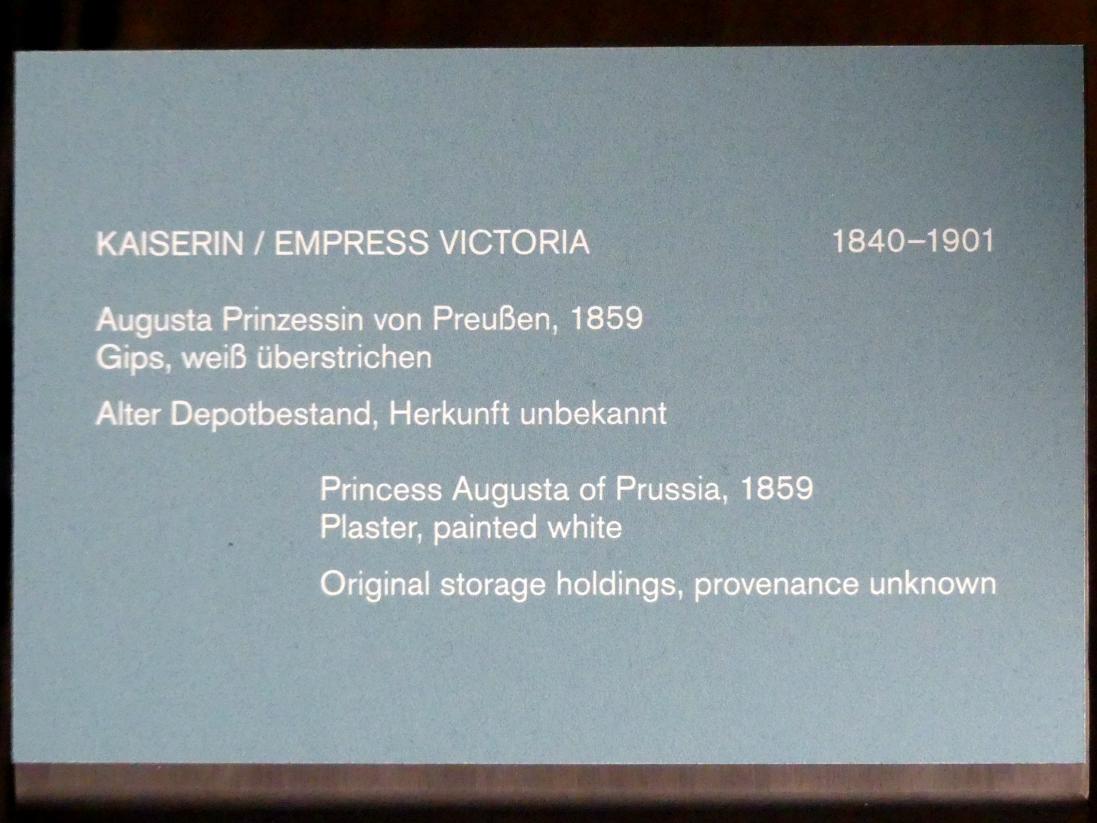 KAISERIN / EMPRESS VICTORIA 1840–1901
Augusta Prinzessin von Preußen, 1859
Gips, weiß überstrichen
Alter Depotbestand, Herkunft unbekannt
Princess Augusta of Prussia, 1859
Plaster, painted white
Original storage holdings, provenance unknown